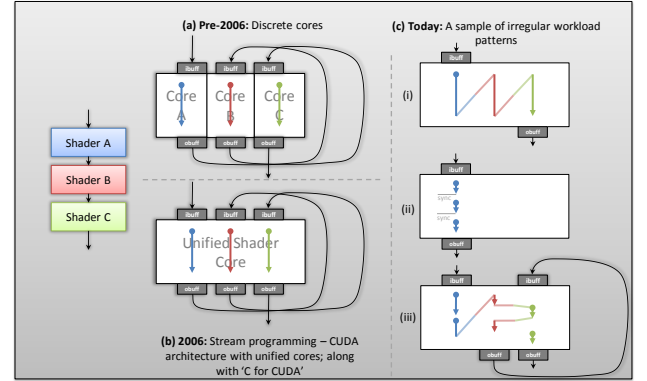 (a) Pre-2006: Discrete cores
(c) Today: A sample of irregular workload
patterns
ibuff
ibuff
ibuff
ibuff
Core
A
Core
B
Core
C
(i)
obuff
obuff
obuff
obuff
Shader A
Shader B
Shader C
ibuff
ibuff
ibuff
ibuff
sync
sync
(ii)
Unified Shader
Core
obuff
obuff
obuff
obuff
ibuff
ibuff
(iii)
(b) 2006: Stream programming – CUDA
architecture with unified cores; along
with 'C for CUDA'
obuff
obuff